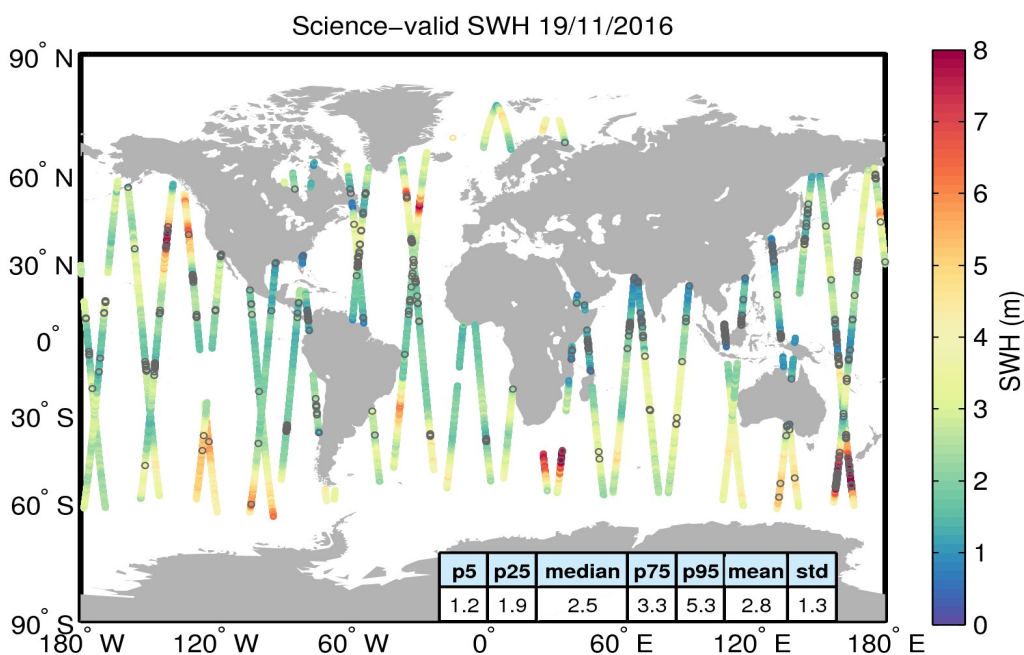 Science-valid SWH 19/11/2016
90° N
60° N
30° N
0°
30° S
60° S
90° S
180° W
120° W
60° W
0°
60° E
120° E
180° E
p5 p25 median p75 p95 mean std
1.2 1.9 2.5 3.3 5.3 2.8 1.3
8
7
6
5
4
3
2
1
0
SWH (m)